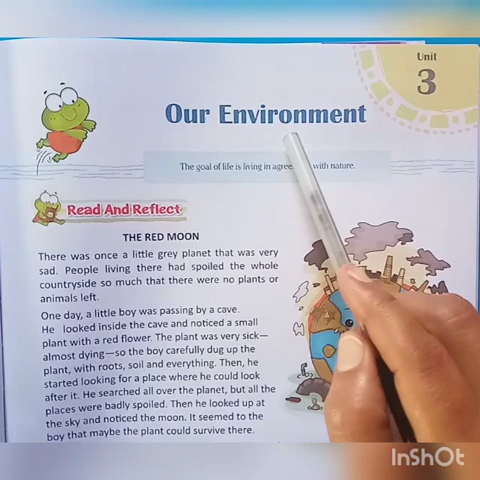 Unit
3
Our Environment
The goal of life is living in agree with nature.
Read And Reflect
THE RED MOON
There was once a little grey planet that was very
sad. People living there had spoiled the whole
countryside so much that there were no plants or
animals left.
One day, a little boy was passing by a cave.
He looked inside the cave and noticed a small
plant with a red flower. The plant was very sick—
almost dying—so the boy carefully dug up the
plant, with roots, soil and everything. Then, he
started looking for a place where he could look
after it. He searched all over the planet, but all the
places were badly spoiled. Then he looked up at
the sky and noticed the moon. It seemed to the
boy that maybe the plant could survive there.
InShOt